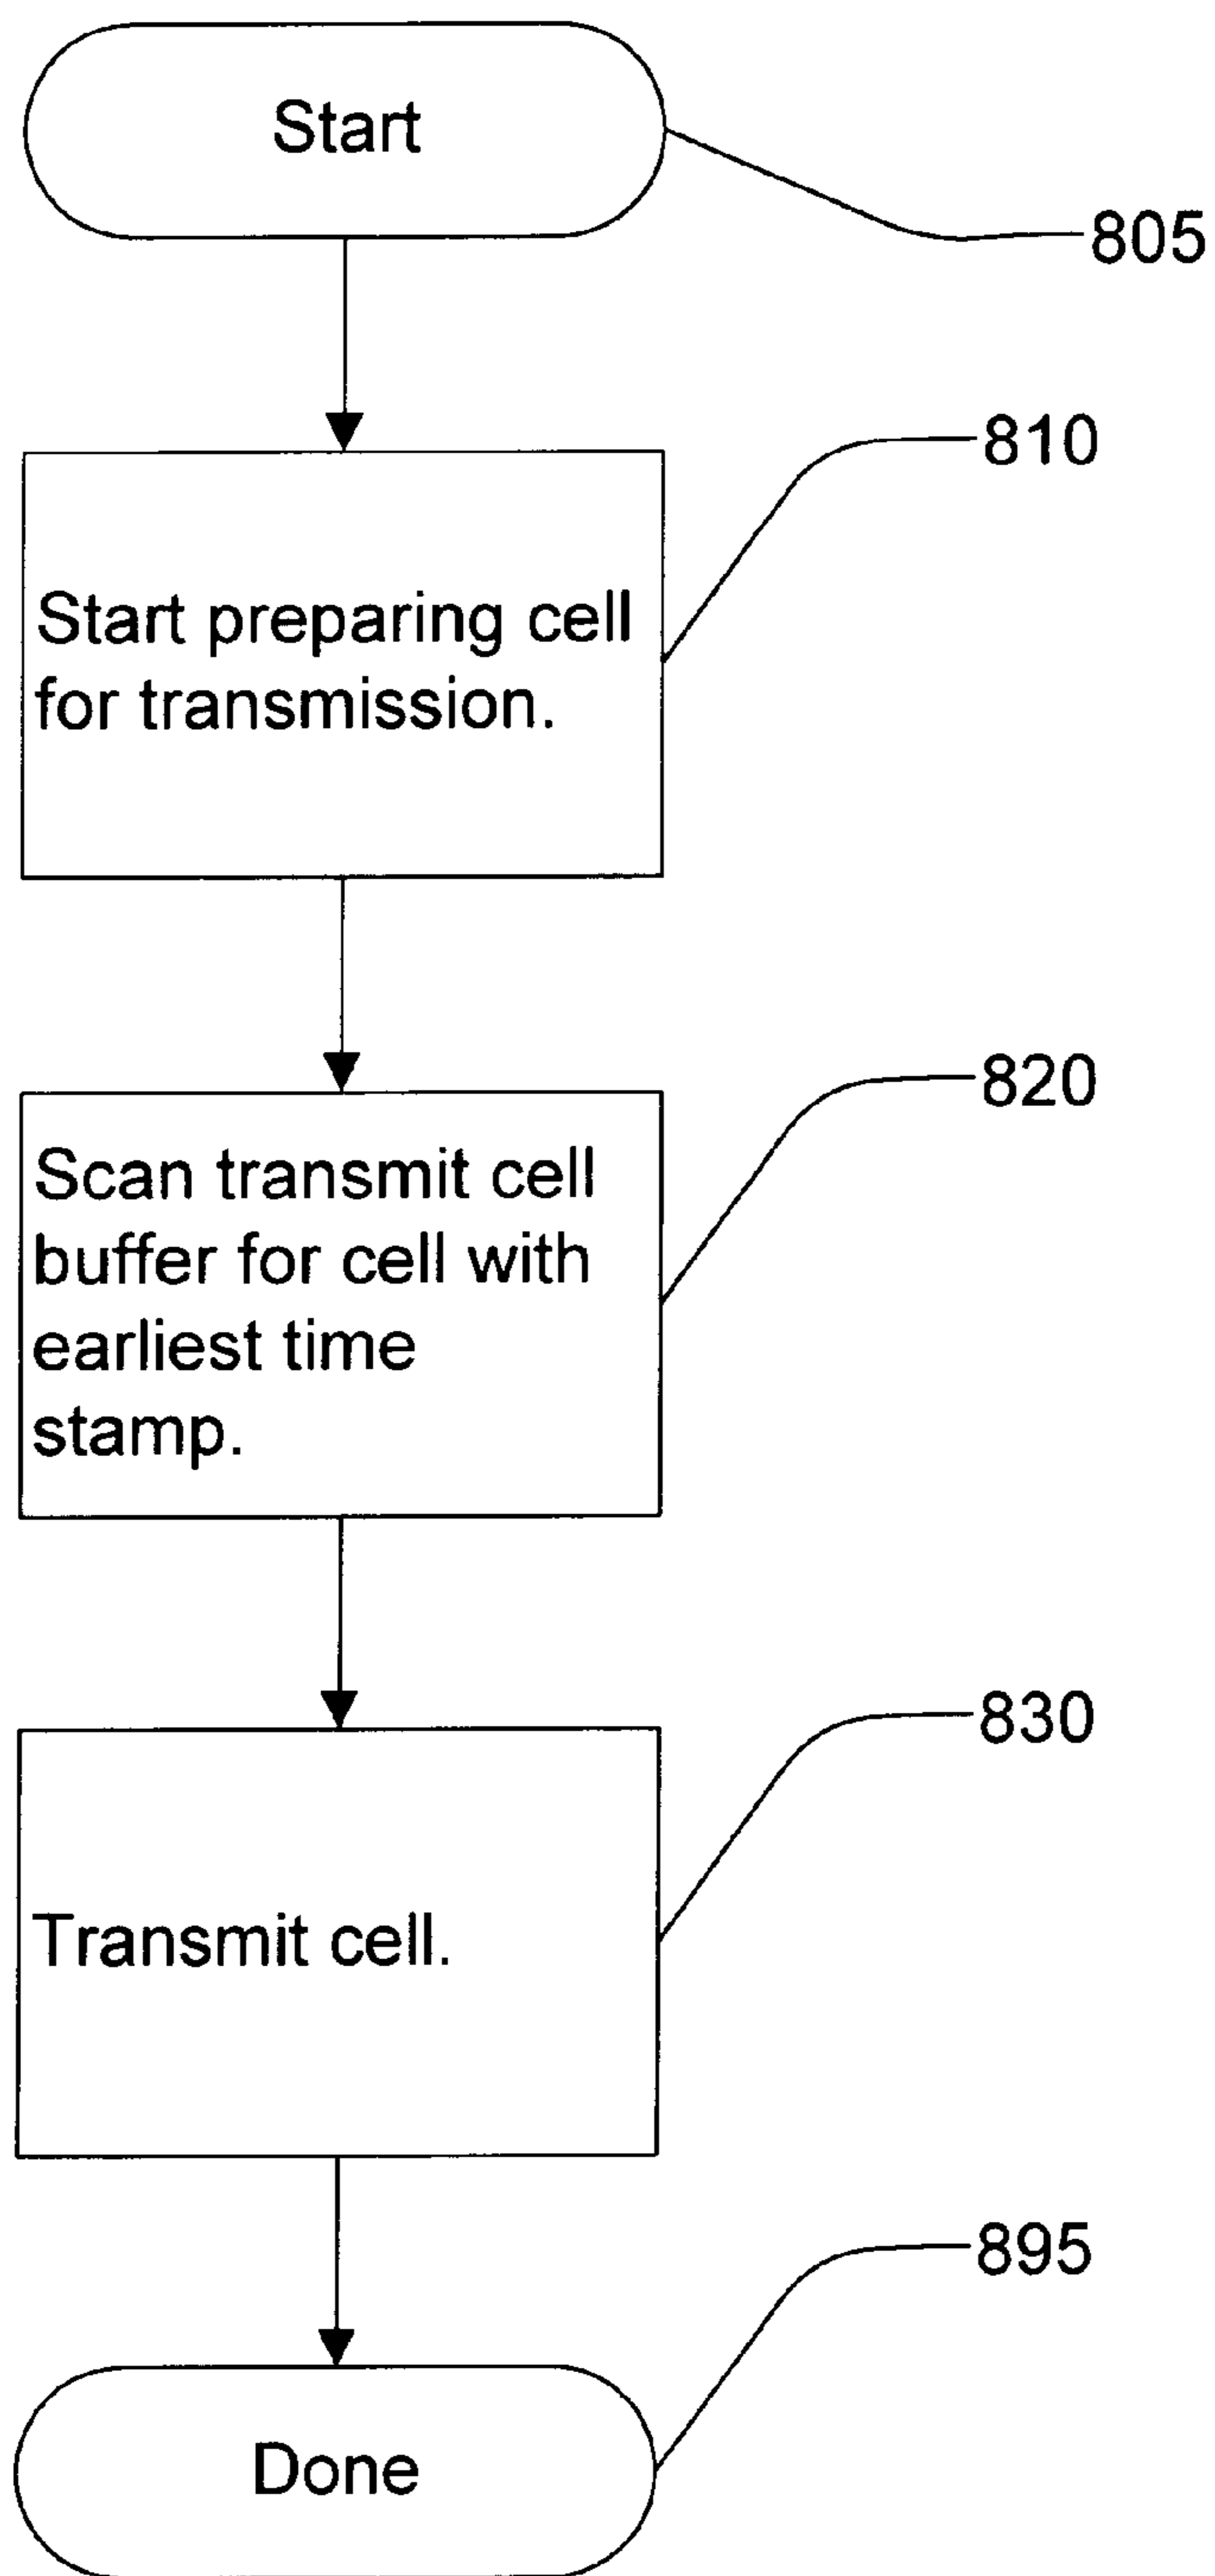 Start
805
810
Start preparing cell
for transmission.
820
Scan transmit cell
buffer for cell with
earliest time
stamp.
830
Transmit cell.
895
Done